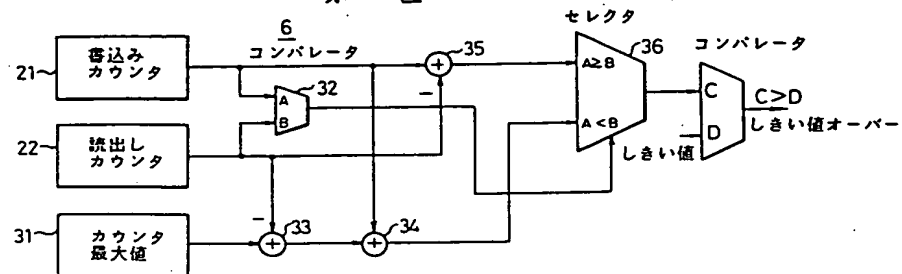 6
セレクタ
書込み
カウンタ
21
コンパレータ
35
36
コンパレータ
A≥B
32
A
B
C
C>D
しきい値オーバー
D
しきい値
A<B
読出し
カウンタ
22
−
−
カウンタ
最大値
31
+
33
+
34
+